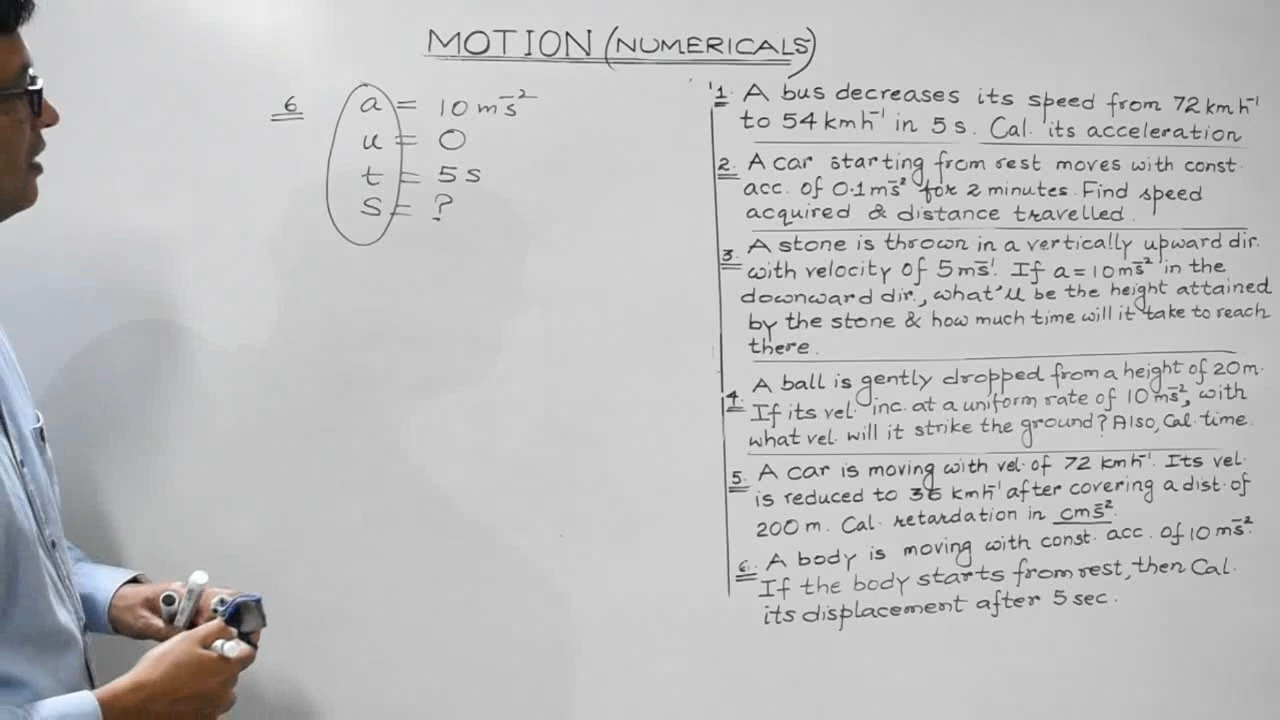 MOTION (NUMERICALS)
6 a = 10 ms⁻²
u = 0
t = 5 s
s = ?
1. A bus decreases its speed from 72 km h⁻¹
to 54 kmh⁻¹ in 5 s. Cal. its acceleration
2. A car starting from rest moves with const.
acc. of 0.1 ms⁻² for 2 minutes. Find speed
acquired & distance travelled.
3. A stone is thrown in a vertically upward dir.
with velocity of 5 ms⁻¹. If a = 10 ms⁻² in the
downward dir., what'll be the height attained
by the stone & how much time will it take to reach
there.
4. A ball is gently dropped from a height of 20 m.
If its vel. inc. at a uniform rate of 10 ms⁻², with
what vel. will it strike the ground? Also, Cal. time.
5. A car is moving with vel. of 72 kmh⁻¹. Its vel.
is reduced to 36 kmh⁻¹ after covering a dist. of
200 m. Cal. retardation in cms⁻².
6. A body is moving with const. acc. of 10 ms⁻².
If the body starts from rest, then Cal.
its displacement after 5 sec.